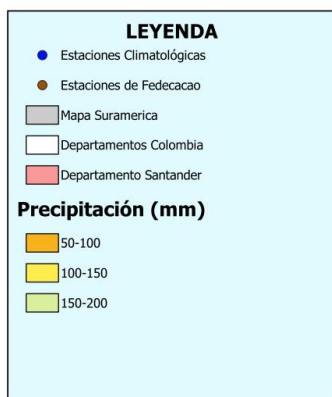 LEYENDA
Estaciones Climatológicas
Estaciones de Fedecacao
Mapa Suramerica
Departamentos Colombia
Departamento Santander
Precipitación (mm)
50-100
100-150
150-200